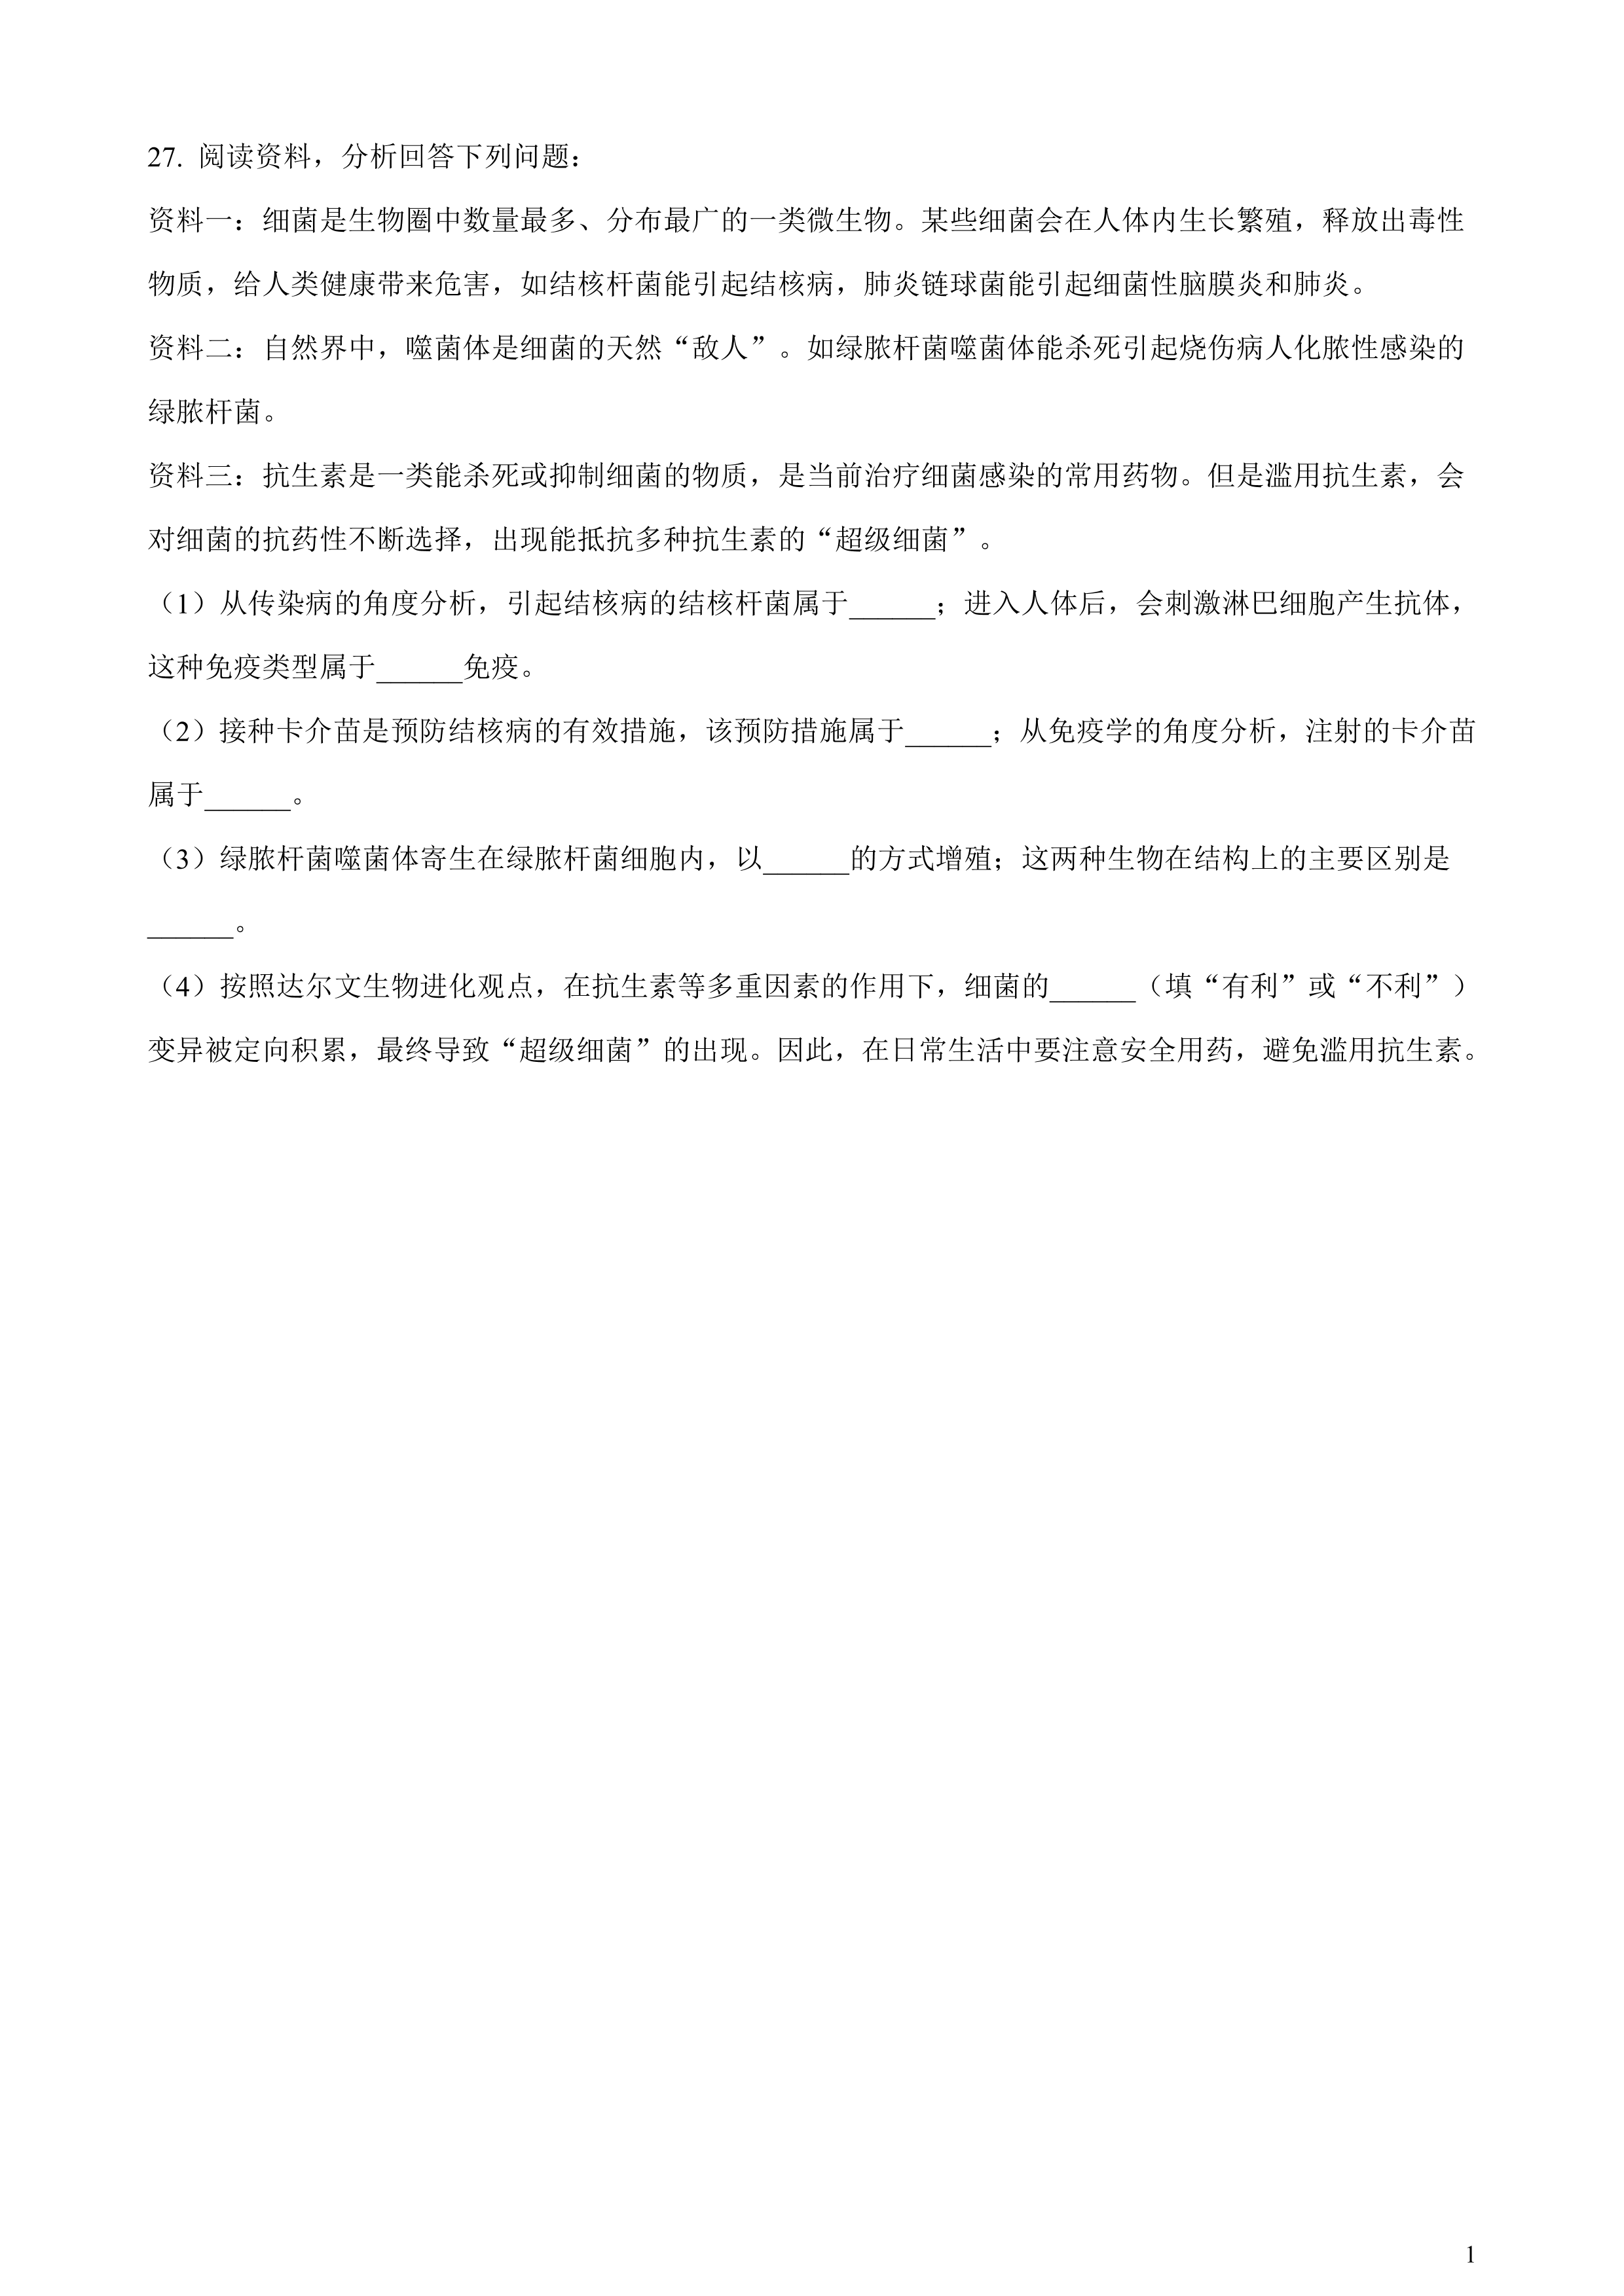 27. 阅读资料，分析回答下列问题：
资料一：细菌是生物圈中数量最多、分布最广的一类微生物。某些细菌会在人体内生长繁殖，释放出毒性
物质，给人类健康带来危害，如结核杆菌能引起结核病，肺炎链球菌能引起细菌性脑膜炎和肺炎。
资料二：自然界中，噬菌体是细菌的天然“敌人”。如绿脓杆菌噬菌体能杀死引起烧伤病人化脓性感染的
绿脓杆菌。
资料三：抗生素是一类能杀死或抑制细菌的物质，是当前治疗细菌感染的常用药物。但是滥用抗生素，会
对细菌的抗药性不断选择，出现能抵抗多种抗生素的“超级细菌”。
（1）从传染病的角度分析，引起结核病的结核杆菌属于______；进入人体后，会刺激淋巴细胞产生抗体，
这种免疫类型属于______免疫。
（2）接种卡介苗是预防结核病的有效措施，该预防措施属于______；从免疫学的角度分析，注射的卡介苗
属于______。
（3）绿脓杆菌噬菌体寄生在绿脓杆菌细胞内，以______的方式增殖；这两种生物在结构上的主要区别是
______。
（4）按照达尔文生物进化观点，在抗生素等多重因素的作用下，细菌的______（填“有利”或“不利”）
变异被定向积累，最终导致“超级细菌”的出现。因此，在日常生活中要注意安全用药，避免滥用抗生素。
1